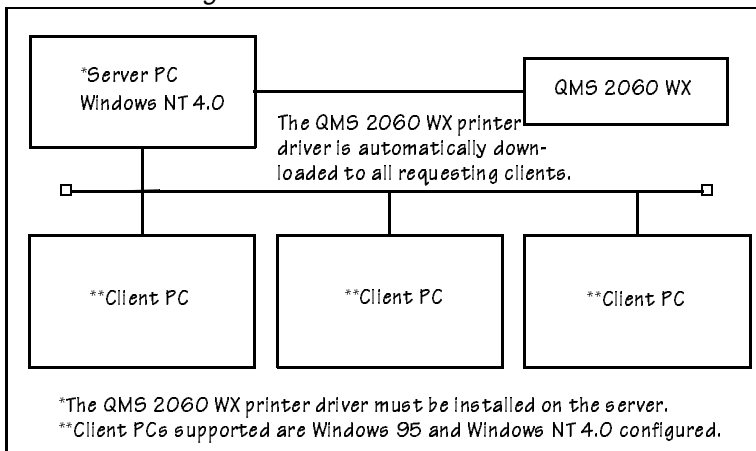 *Server PC
Windows NT 4.0
QMS 2060 WX
The QMS 2060 WX printer
driver is automatically down-
loaded to all requesting clients.
**Client PC
**Client PC
**Client PC
*The QMS 2060 WX printer driver must be installed on the server.
**Client PCs supported are Windows 95 and Windows NT 4.0 configured.